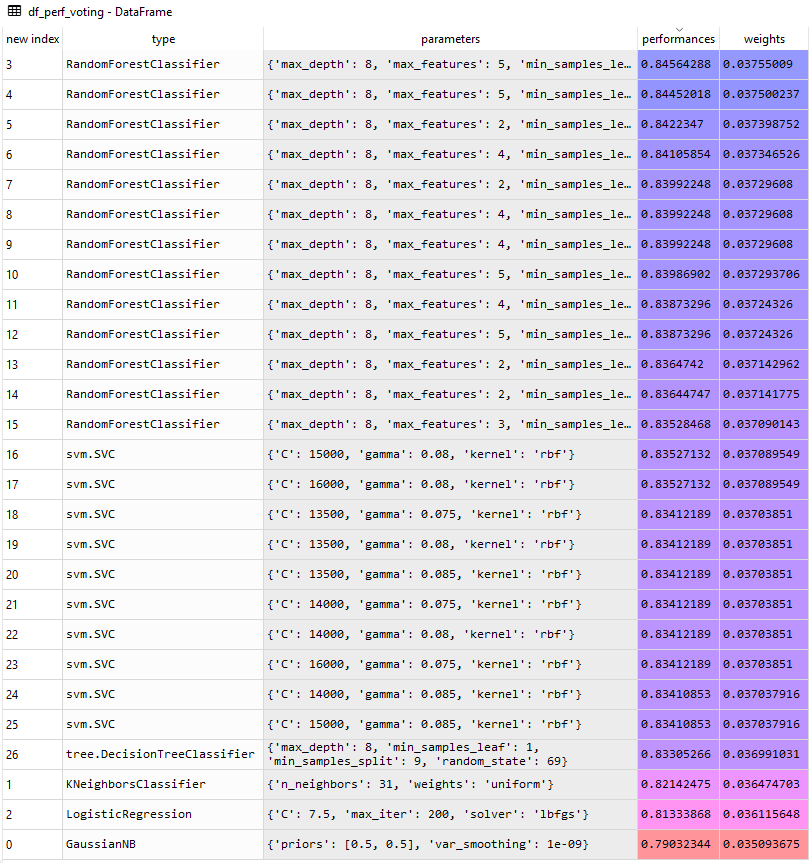 df_perf_voting - DataFrame
new index type parameters performances weights
3 RandomForestClassifier {'max_depth': 8, 'max_features': 5, 'min_samples_le… 0.84564288 0.03755009
4 RandomForestClassifier {'max_depth': 8, 'max_features': 5, 'min_samples_le… 0.84452018 0.037500237
5 RandomForestClassifier {'max_depth': 8, 'max_features': 2, 'min_samples_le… 0.8422347 0.037398752
6 RandomForestClassifier {'max_depth': 8, 'max_features': 4, 'min_samples_le… 0.84105854 0.037346526
7 RandomForestClassifier {'max_depth': 8, 'max_features': 2, 'min_samples_le… 0.83992248 0.03729608
8 RandomForestClassifier {'max_depth': 8, 'max_features': 4, 'min_samples_le… 0.83992248 0.03729608
9 RandomForestClassifier {'max_depth': 8, 'max_features': 4, 'min_samples_le… 0.83992248 0.03729608
10 RandomForestClassifier {'max_depth': 8, 'max_features': 5, 'min_samples_le… 0.83986902 0.037293706
11 RandomForestClassifier {'max_depth': 8, 'max_features': 4, 'min_samples_le… 0.83873296 0.03724326
12 RandomForestClassifier {'max_depth': 8, 'max_features': 5, 'min_samples_le… 0.83873296 0.03724326
13 RandomForestClassifier {'max_depth': 8, 'max_features': 2, 'min_samples_le… 0.8364742 0.037142962
14 RandomForestClassifier {'max_depth': 8, 'max_features': 2, 'min_samples_le… 0.83644747 0.037141775
15 RandomForestClassifier {'max_depth': 8, 'max_features': 3, 'min_samples_le… 0.83528468 0.037090143
16 svm.SVC {'C': 15000, 'gamma': 0.08, 'kernel': 'rbf'} 0.83527132 0.037089549
17 svm.SVC {'C': 16000, 'gamma': 0.08, 'kernel': 'rbf'} 0.83527132 0.037089549
18 svm.SVC {'C': 13500, 'gamma': 0.075, 'kernel': 'rbf'} 0.83412189 0.03703851
19 svm.SVC {'C': 13500, 'gamma': 0.08, 'kernel': 'rbf'} 0.83412189 0.03703851
20 svm.SVC {'C': 13500, 'gamma': 0.085, 'kernel': 'rbf'} 0.83412189 0.03703851
21 svm.SVC {'C': 14000, 'gamma': 0.075, 'kernel': 'rbf'} 0.83412189 0.03703851
22 svm.SVC {'C': 14000, 'gamma': 0.08, 'kernel': 'rbf'} 0.83412189 0.03703851
23 svm.SVC {'C': 16000, 'gamma': 0.075, 'kernel': 'rbf'} 0.83412189 0.03703851
24 svm.SVC {'C': 14000, 'gamma': 0.085, 'kernel': 'rbf'} 0.83410853 0.037037916
25 svm.SVC {'C': 15000, 'gamma': 0.085, 'kernel': 'rbf'} 0.83410853 0.037037916
26 tree.DecisionTreeClassifier {'max_depth': 8, 'min_samples_leaf': 1,
'min_samples_split': 9, 'random_state': 69} 0.83305266 0.036991031
1 KNeighborsClassifier {'n_neighbors': 31, 'weights': 'uniform'} 0.82142475 0.036474703
2 LogisticRegression {'C': 7.5, 'max_iter': 200, 'solver': 'lbfgs'} 0.81333868 0.036115648
0 GaussianNB {'priors': [0.5, 0.5], 'var_smoothing': 1e-09} 0.79032344 0.035093675